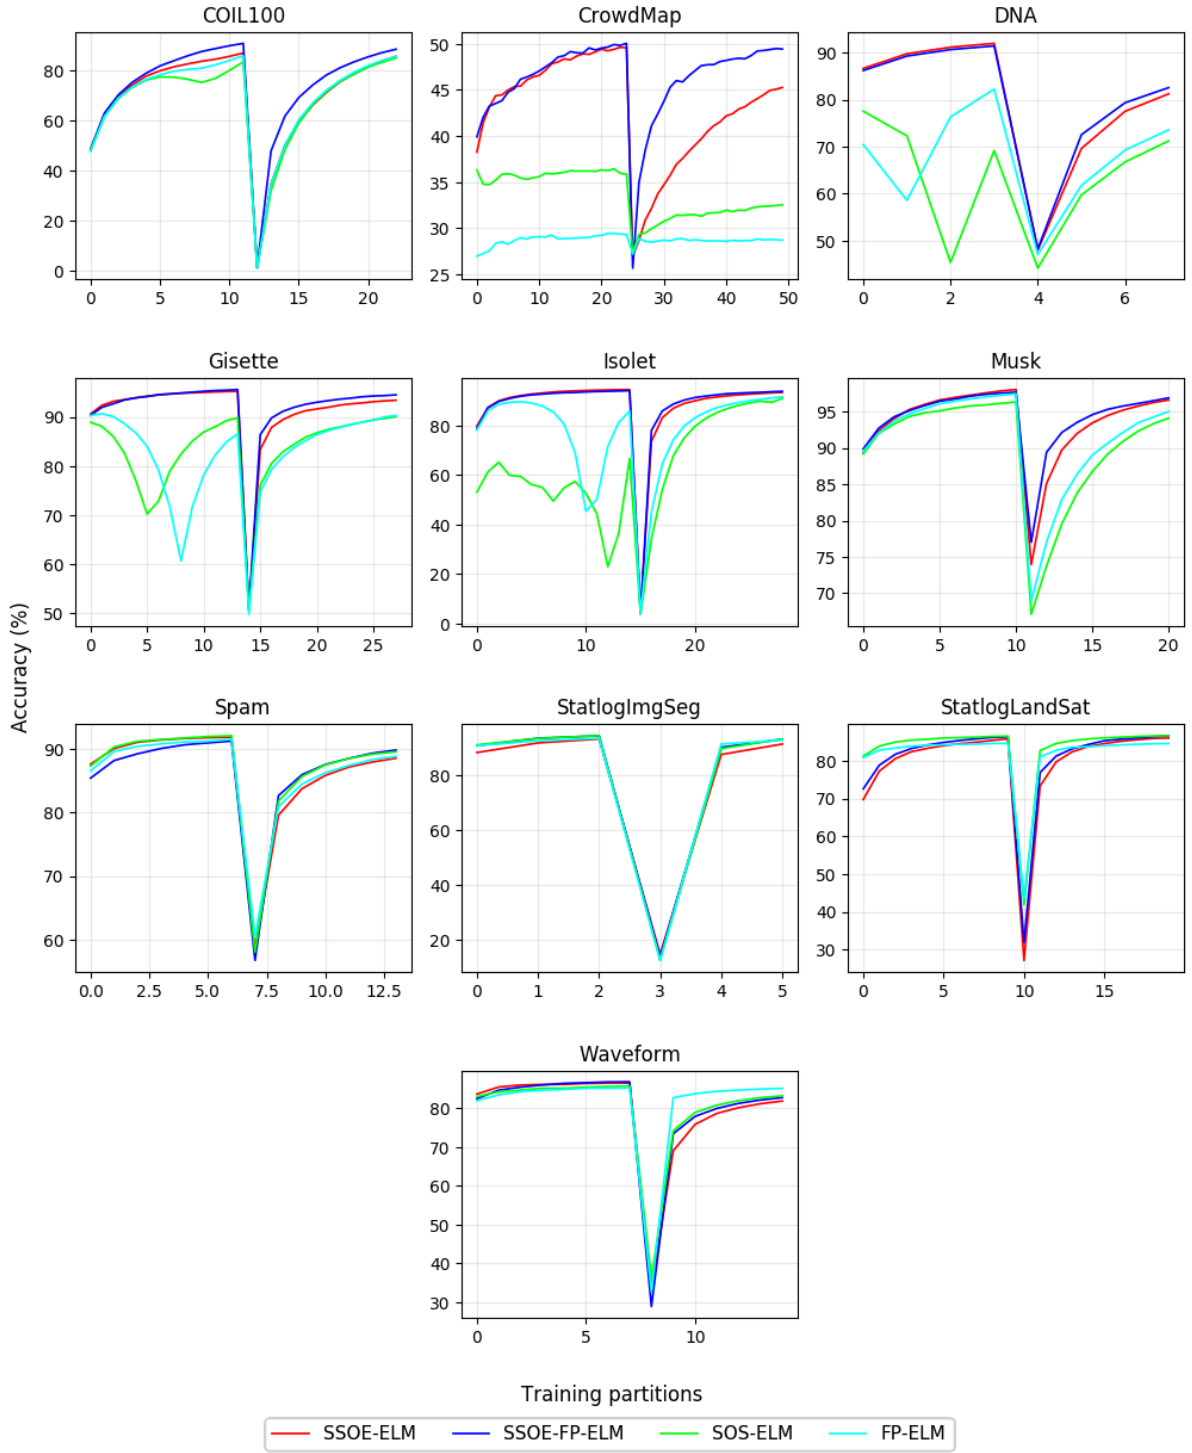 COIL100 CrowdMap DNA
80 60 40 20 0
0 5 10 15 20
50 45 40 35 30 25
0 10 20 30 40 50
90 80 70 60 50
0 2 4 6
Gisette Isolet Musk
90 80 70 60 50
0 5 10 15 20 25
80 60 40 20 0
0 10 20
95 90 85 80 75 70
0 5 10 15 20
Accuracy (%)
Spam StatlogImgSeg StatlogLandSat
90 80 70 60
0.0 2.5 5.0 7.5 10.0 12.5
80 60 40 20
0 1 2 3 4 5
80 70 60 50 40 30
0 5 10 15
Waveform
80 70 60 50 40 30
0 5 10
Training partitions
SSOE-ELM SSOE-FP-ELM SOS-ELM FP-ELM